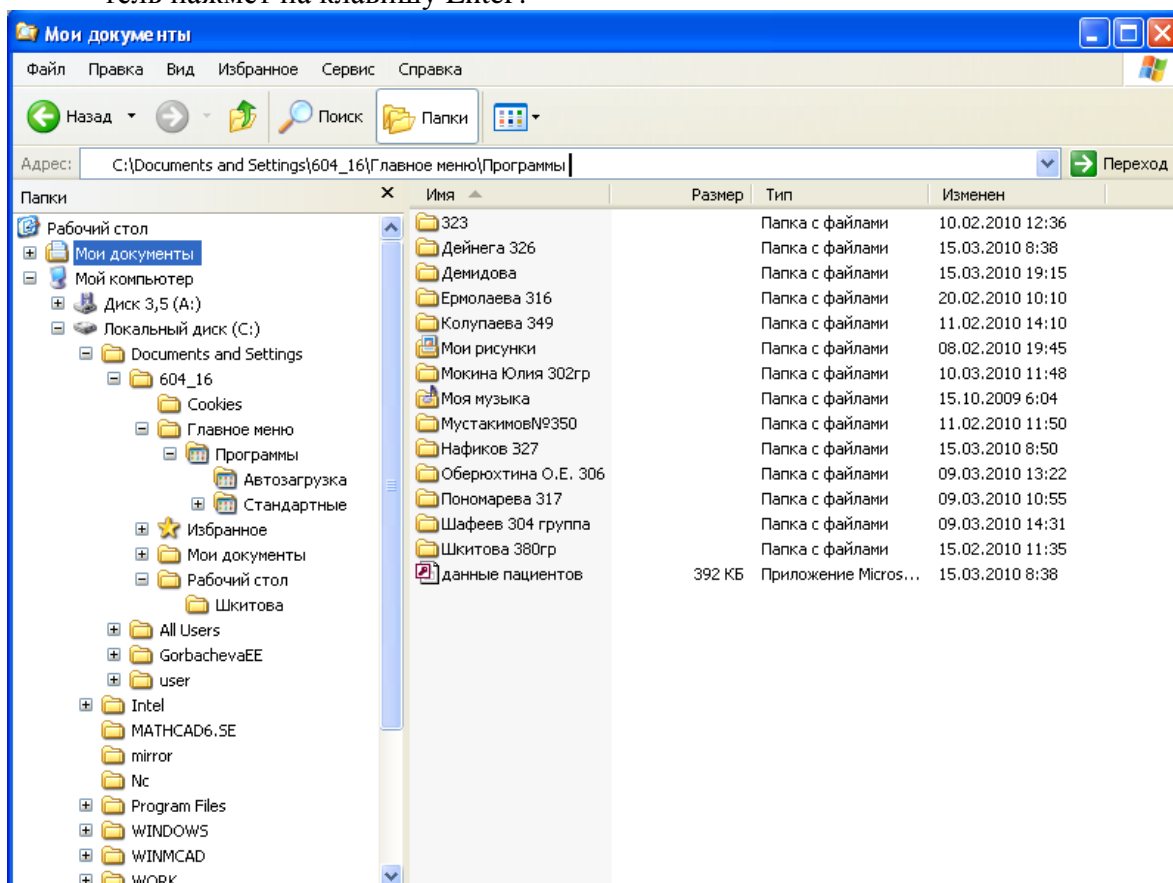 тель нажмет на клавишу Enter?
Мои документы
Файл Правка Вид Избранное Сервис Справка
Назад Поиск Папки
Адрес: C:\Documents and Settings\604_16\Главное меню\Программы Переход
Папки Имя Размер Тип Изменен
Рабочий стол
Мои документы
Мой компьютер
Диск 3,5 (A:)
Локальный диск (C:)
Documents and Settings
604_16
Cookies
Главное меню
Программы
Автозагрузка
Стандартные
Избранное
Мои документы
Рабочий стол
Шкитова
All Users
GorbachevaEE
user
Intel
MATHCAD6.SE
mirror
Nc
Program Files
WINDOWS
WINMCAD
WORK
323 Папка с файлами 10.02.2010 12:36
Дейнега 326 Папка с файлами 15.03.2010 8:38
Демидова Папка с файлами 15.03.2010 19:15
Ермолаева 316 Папка с файлами 20.02.2010 10:10
Колупаева 349 Папка с файлами 11.02.2010 14:10
Мои рисунки Папка с файлами 08.02.2010 19:45
Мокина Юлия 302гр Папка с файлами 10.03.2010 11:48
Моя музыка Папка с файлами 15.10.2009 6:04
Мустакимов№350 Папка с файлами 11.02.2010 11:50
Нафиков 327 Папка с файлами 15.03.2010 8:50
Оберюхтина О.Е. 306 Папка с файлами 09.03.2010 13:22
Пономарева 317 Папка с файлами 09.03.2010 10:55
Шафеев 304 группа Папка с файлами 09.03.2010 14:31
Шкитова 380гр Папка с файлами 15.02.2010 11:35
данные пациентов 392 КБ Приложение Micros... 15.03.2010 8:38